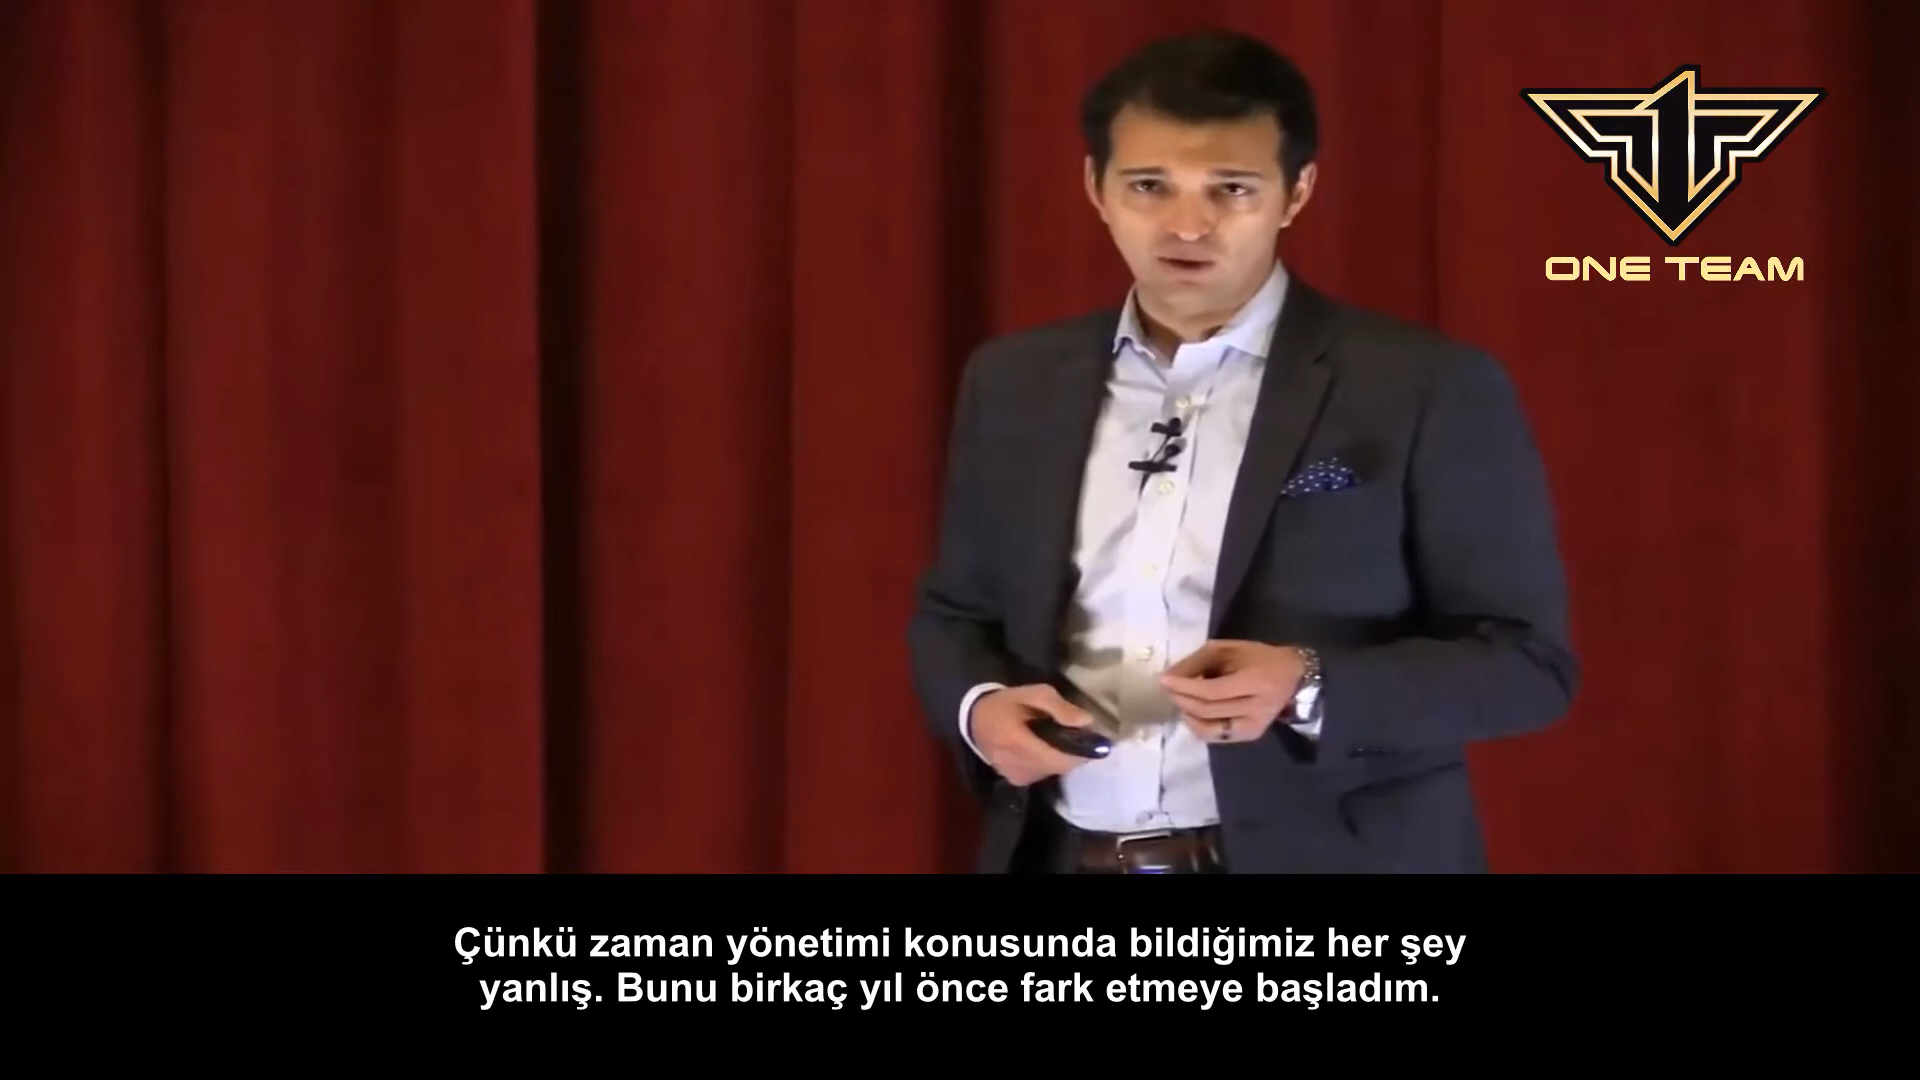 ONE TEAM
Çünkü zaman yönetimi konusunda bildiğimiz her şey
yanlış. Bunu birkaç yıl önce fark etmeye başladım.